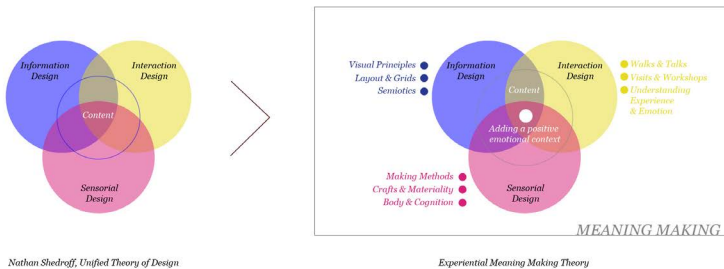 Information
Design
Interaction
Design
Content
Sensorial
Design
Nathan Shedroff, Unified Theory of Design
Visual Principles
Layout & Grids
Semiotics
Information
Design
Interaction
Design
Walks & Talks
Visits & Workshops
Understanding
Experience
& Emotion
Content
Adding a positive
emotional context
Making Methods
Crafts & Materiality
Body & Cognition
Sensorial
Design
MEANING MAKING
Experiential Meaning Making Theory